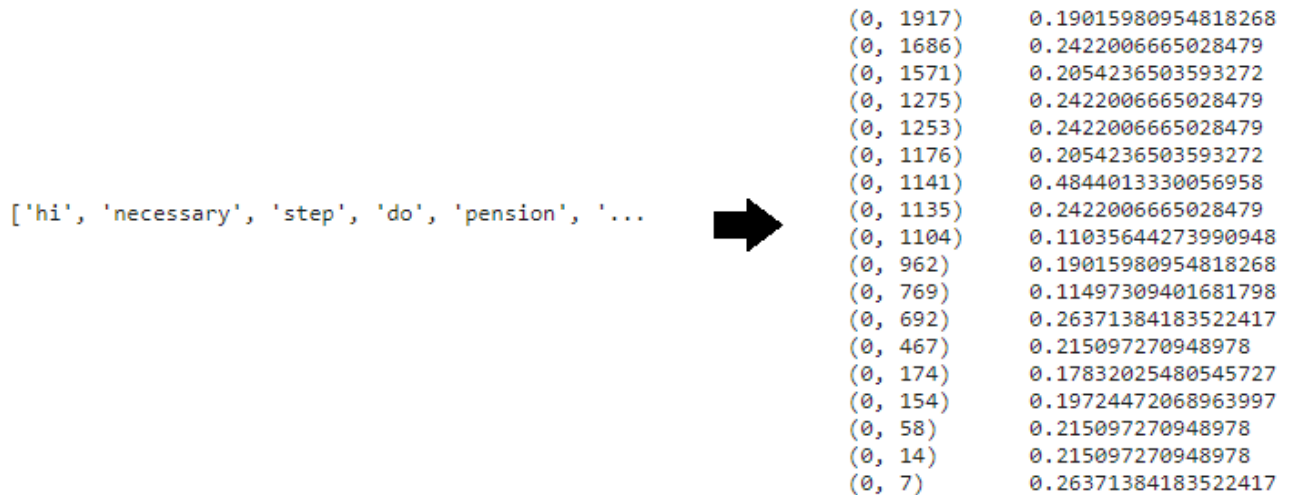 ['hi', 'necessary', 'step', 'do', 'pension', '...
(0, 1917) 0.19015980954818268
(0, 1686) 0.2422006665028479
(0, 1571) 0.2054236503593272
(0, 1275) 0.2422006665028479
(0, 1253) 0.2422006665028479
(0, 1176) 0.2054236503593272
(0, 1141) 0.4844013330056958
(0, 1135) 0.2422006665028479
(0, 1104) 0.11035644273990948
(0, 962) 0.19015980954818268
(0, 769) 0.11497309401681798
(0, 692) 0.26371384183522417
(0, 467) 0.215097270948978
(0, 174) 0.17832025480545727
(0, 154) 0.19724472068963997
(0, 58) 0.215097270948978
(0, 14) 0.215097270948978
(0, 7) 0.26371384183522417